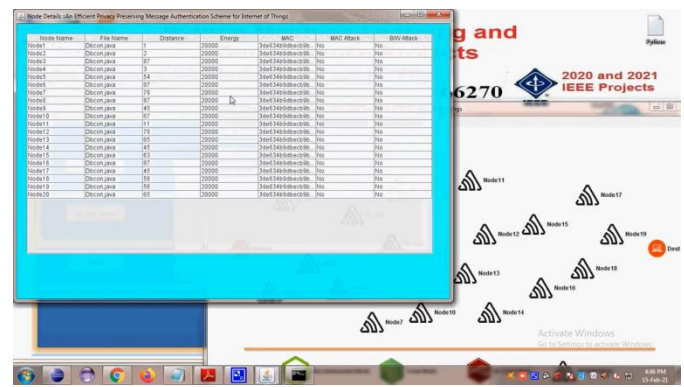 Node Details :An Efficient Privacy Preserving Message Authentication Scheme for Internet of Things
Node Name File Name Distance Energy MAC MAC Attack B/W Attack
Node1 Dbcon.java 1 20000 3de634b9dbecb9b... No No
Node2 Dbcon.java 2 20000 3de634b9dbecb9b... No No
Node3 Dbcon.java 87 20000 3de634b9dbecb9b... No No
Node4 Dbcon.java 3 20000 3de634b9dbecb9b... No No
Node5 Dbcon.java 54 20000 3de634b9dbecb9b... No No
Node6 Dbcon.java 87 20000 3de634b9dbecb9b... No No
Node7 Dbcon.java 78 20000 3de634b9dbecb9b... No No
Node8 Dbcon.java 87 20000 3de634b9dbecb9b... No No
Node9 Dbcon.java 45 20000 3de634b9dbecb9b... No No
Node10 Dbcon.java 67 20000 3de634b9dbecb9b... No No
Node11 Dbcon.java 11 20000 3de634b9dbecb9b... No No
Node12 Dbcon.java 76 20000 3de634b9dbecb9b... No No
Node13 Dbcon.java 65 20000 3de634b9dbecb9b... No No
Node14 Dbcon.java 45 20000 3de634b9dbecb9b... No No
Node15 Dbcon.java 63 20000 3de634b9dbecb9b... No No
Node16 Dbcon.java 87 20000 3de634b9dbecb9b... No No
Node17 Dbcon.java 45 20000 3de634b9dbecb9b... No No
Node18 Dbcon.java 56 20000 3de634b9dbecb9b... No No
Node19 Dbcon.java 56 20000 3de634b9dbecb9b... No No
Node20 Dbcon.java 65 20000 3de634b9dbecb9b... No No
g and
cts
6270
IEEE
2020 and 2021
IEEE Projects
Node11
Node17
Node12
Node15
Node19
Dest
Node13
Node18
Node16
Node7
Node10
Node14
Activate Windows
Go to Settings to activate Windows.
4:46 PM
15-Feb-21